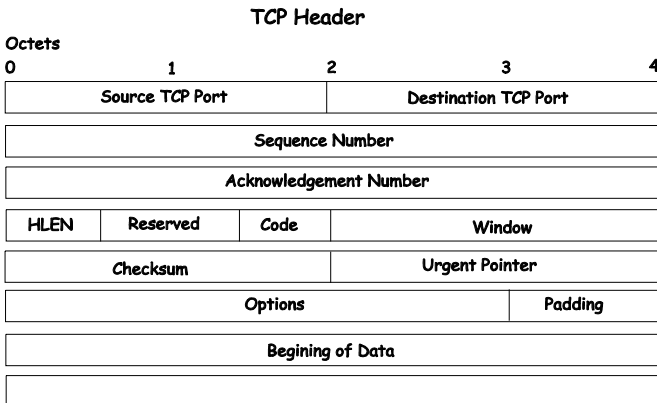 TCP Header
Octets
0 1 2 3 4
Source TCP Port Destination TCP Port
Sequence Number
Acknowledgement Number
HLEN Reserved Code Window
Checksum Urgent Pointer
Options Padding
Begining of Data